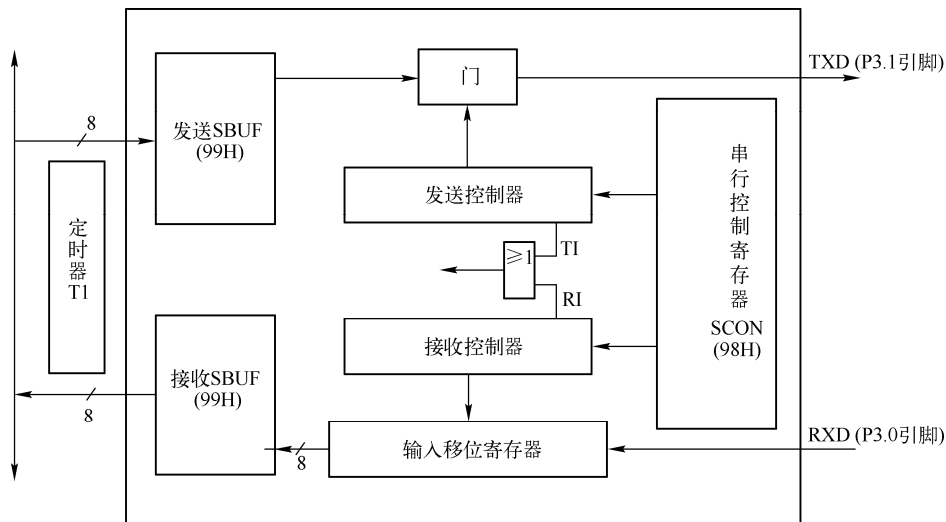 门
TXD (P3.1引脚)
8
发送SBUF
(99H)
发送控制器
串行控制寄存器
SCON
(98H)
定时器
T1
≥1
TI
RI
接收控制器
接收SBUF
(99H)
8
8
输入移位寄存器
RXD (P3.0引脚)